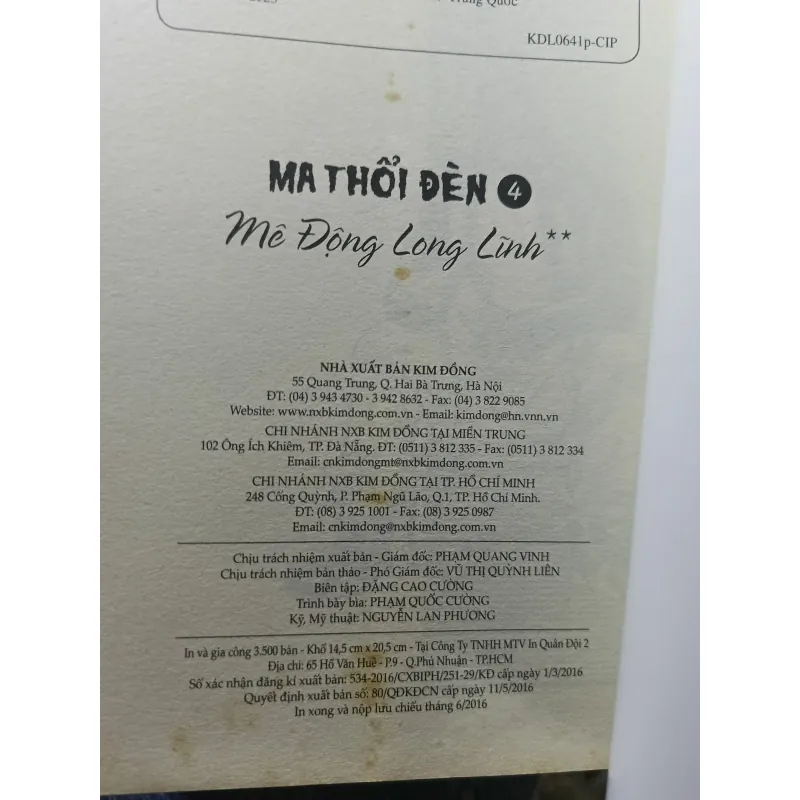 Trung Quốc
KDL0641p-CIP
MA THỔI ĐÈN 4
Mê Động Long Lĩnh**
NHÀ XUẤT BẢN KIM ĐỒNG
55 Quang Trung, Q. Hai Bà Trưng, Hà Nội
ĐT: (04) 3 943 4730 - 3 942 8632 - Fax: (04) 3 822 9085
Website: www.nxbkimdong.com.vn - Email: kimdong@hn.vnn.vn
CHI NHÁNH NXB KIM ĐỒNG TẠI MIỀN TRUNG
102 Ông Ích Khiêm, TP. Đà Nẵng. ĐT: (0511) 3 812 335 - Fax: (0511) 3 812 334
Email: cnkimdongmt@nxbkimdong.com.vn
CHI NHÁNH NXB KIM ĐỒNG TẠI TP. HỒ CHÍ MINH
248 Cống Quỳnh, P. Phạm Ngũ Lão, Q.1, TP. Hồ Chí Minh.
ĐT: (08) 3 925 1001 - Fax: (08) 3 925 0987
Email: cnkimdong@nxbkimdong.com.vn
Chịu trách nhiệm xuất bản - Giám đốc: PHẠM QUANG VINH
Chịu trách nhiệm bản thảo - Phó Giám đốc: VŨ THỊ QUỲNH LIÊN
Biên tập: ĐẶNG CAO CƯỜNG
Trình bày bìa: PHẠM QUỐC CƯỜNG
Kỹ, Mỹ thuật: NGUYỄN LAN PHƯƠNG
In và gia công 3.500 bản - Khổ 14,5 cm x 20,5 cm - Tại Công Ty TNHH MTV In Quân Đội 2
Địa chỉ: 65 Hồ Văn Huê - P.9 - Q.Phú Nhuận - TP.HCM
Số xác nhận đăng kí xuất bản: 534-2016/CXBIPH/251-29/KĐ cấp ngày 1/3/2016
Quyết định xuất bản số: 80/QĐKĐCN cấp ngày 11/5/2016
In xong và nộp lưu chiểu tháng 6/2016